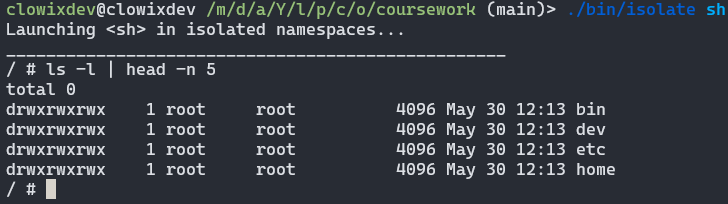 clowixdev@clowixdev /m/d/a/Y/l/p/c/o/coursework (main)> ./bin/isolate sh
Launching <sh> in isolated namespaces...
__________________________________________________
/ # ls -l | head -n 5
total 0
drwxrwxrwx    1 root     root          4096 May 30 12:13 bin
drwxrwxrwx    1 root     root          4096 May 30 12:13 dev
drwxrwxrwx    1 root     root          4096 May 30 12:13 etc
drwxrwxrwx    1 root     root          4096 May 30 12:13 home
/ #